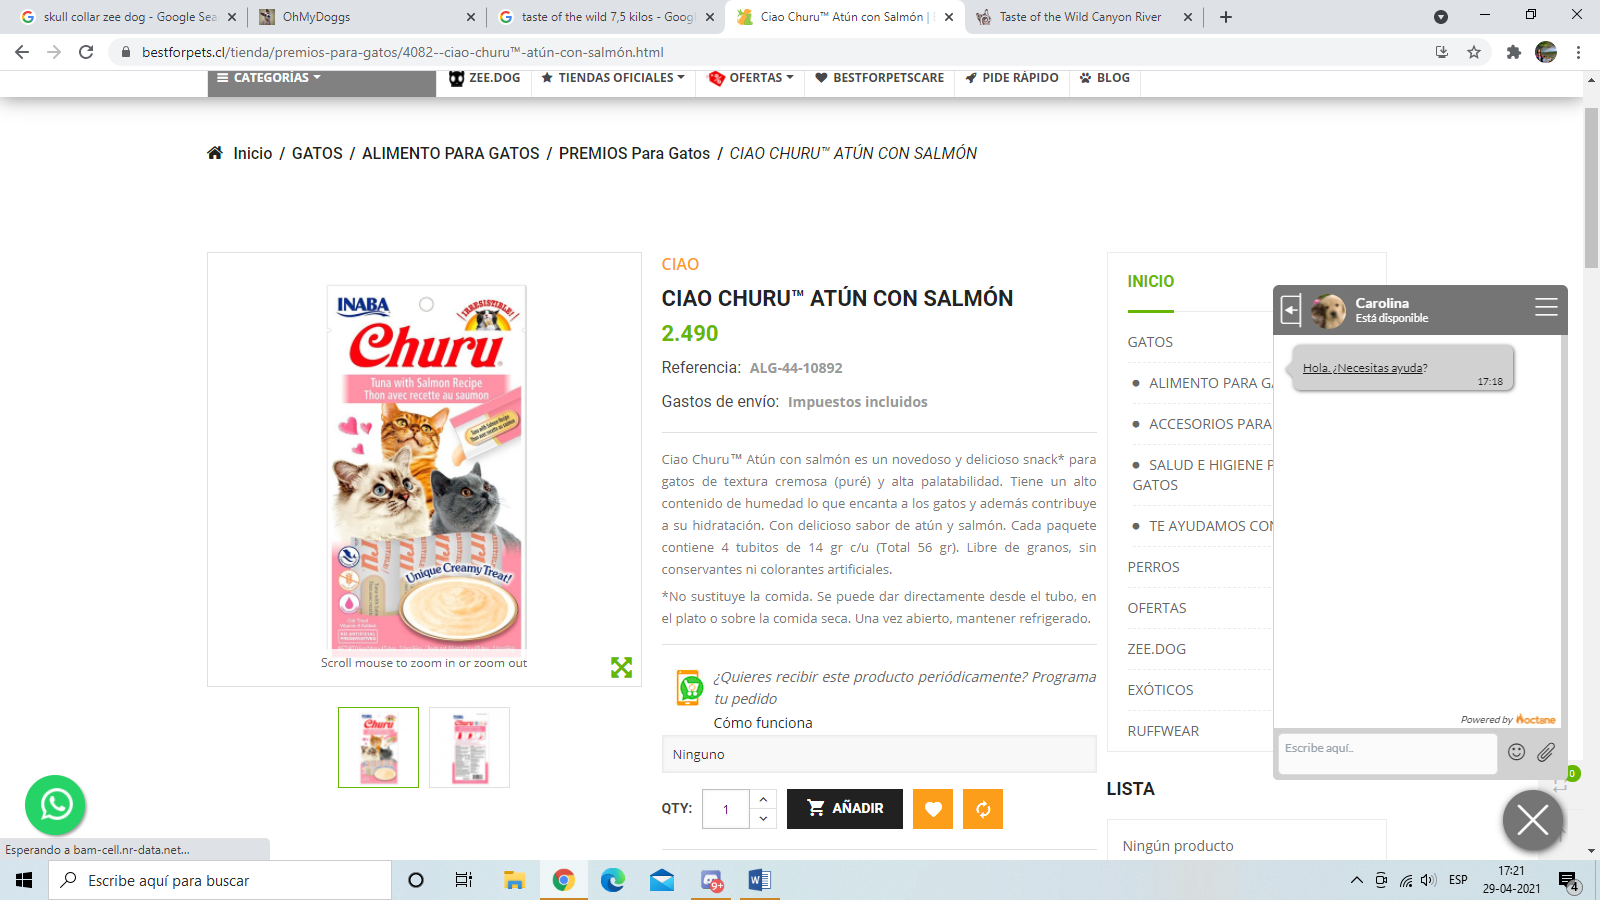 skull collar zee dog - Google Sea
OhMyDoggs
taste of the wild 7,5 kilos - Goog
Ciao Churu™ Atún con Salmón |
Taste of the Wild Canyon River
bestforpets.cl/tienda/premios-para-gatos/4082--ciao-churu™-atún-con-salmón.html
CATEGORÍAS
ZEE.DOG
TIENDAS OFICIALES
OFERTAS
BESTFORPETSCARE
PIDE RÁPIDO
BLOG
Inicio / GATOS / ALIMENTO PARA GATOS / PREMIOS Para Gatos / CIAO CHURU™ ATÚN CON SALMÓN
INABA
IRRESISTIBLE!
Churu
Tuna with Salmon Recipe
Thon avec recette au saumon
Unique Creamy Treat!
Scroll mouse to zoom in or zoom out
CIAO
CIAO CHURU™ ATÚN CON SALMÓN
2.490
Referencia: ALG-44-10892
Gastos de envío: Impuestos incluidos
Ciao Churu™ Atún con salmón es un novedoso y delicioso snack* para
gatos de textura cremosa (puré) y alta palatabilidad. Tiene un alto
contenido de humedad lo que encanta a los gatos y además contribuye
a su hidratación. Con delicioso sabor de atún y salmón. Cada paquete
contiene 4 tubitos de 14 gr c/u (Total 56 gr). Libre de granos, sin
conservantes ni colorantes artificiales.
*No sustituye la comida. Se puede dar directamente desde el tubo, en
el plato o sobre la comida seca. Una vez abierto, mantener refrigerado.
¿Quieres recibir este producto periódicamente? Programa
tu pedido
Cómo funciona
Ninguno
QTY: 1 AÑADIR
INICIO
GATOS
ALIMENTO PARA GA
ACCESORIOS PARA
SALUD E HIGIENE P
GATOS
TE AYUDAMOS CON
PERROS
OFERTAS
ZEE.DOG
EXÓTICOS
RUFFWEAR
LISTA
Ningún producto
Carolina
Está disponible
Hola. ¿Necesitas ayuda?
17:18
Powered by octane
Escribe aquí..
0
Esperando a bam-cell.nr-data.net...
Escribe aquí para buscar
9+
ESP
17:21
29-04-2021
4